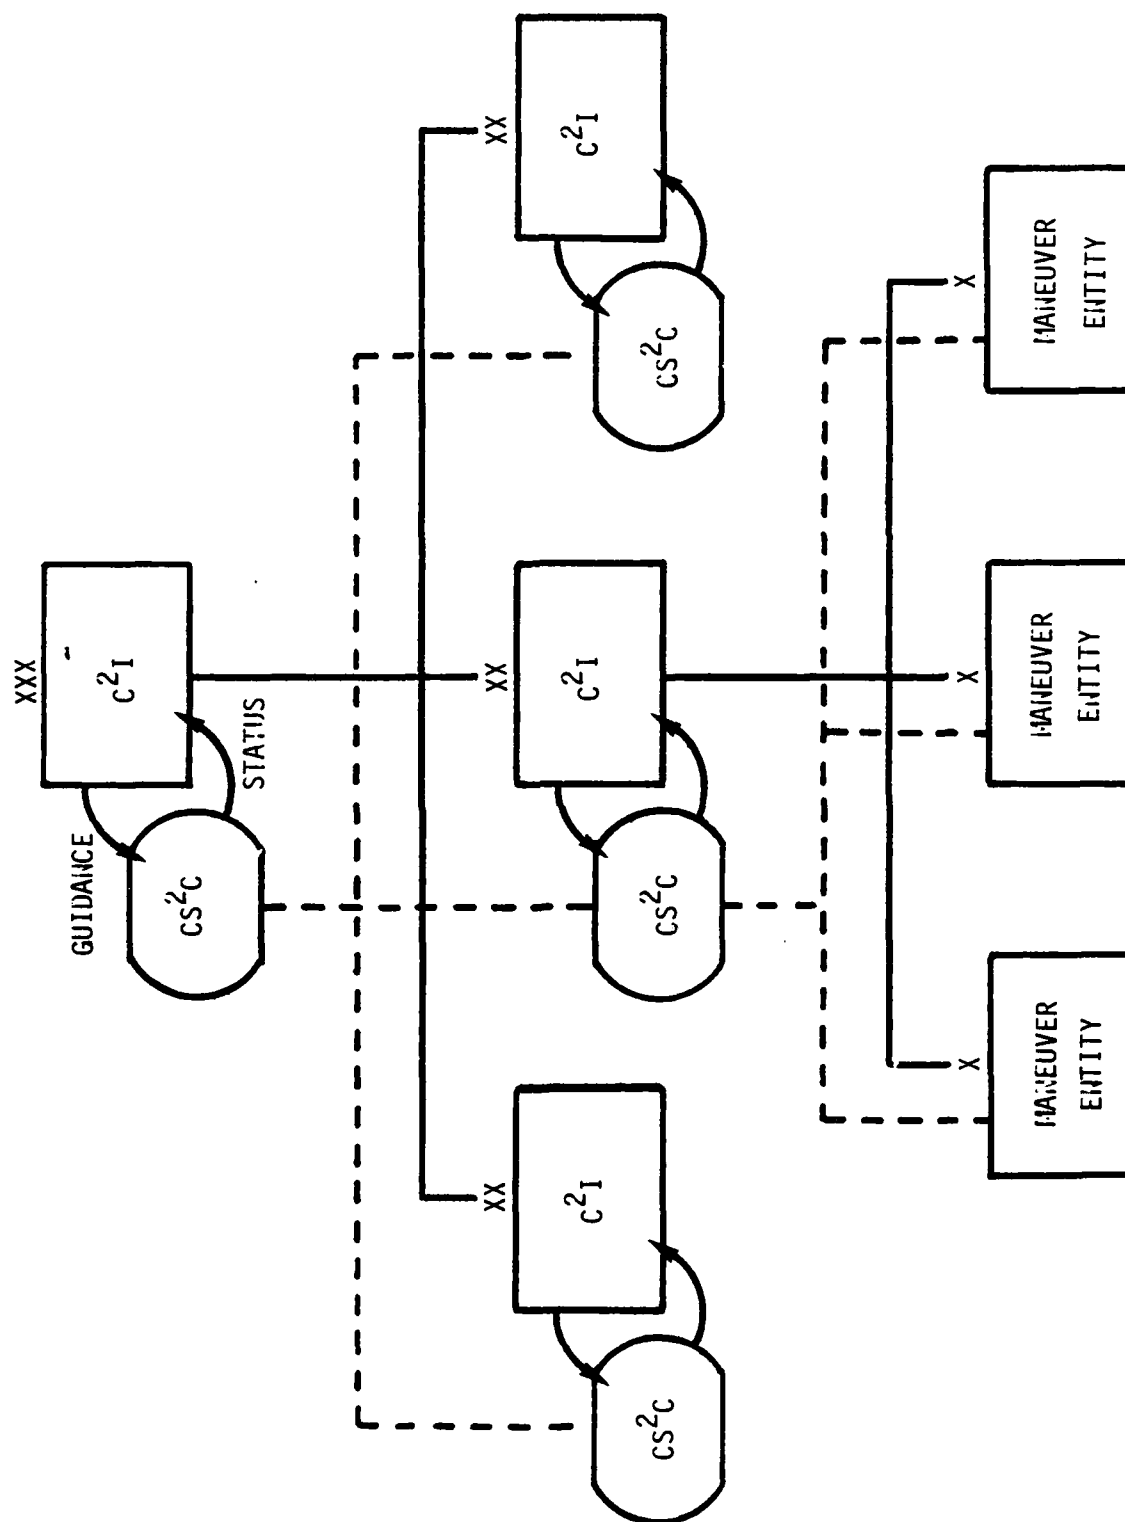 XXX
C²I
GUIDANCE
STATUS
CS²C
XX
C²I
CS²C
XX
C²I
CS²C
XX
C²I
CS²C
X
MANEUVER
ENTITY
X
MANEUVER
ENTITY
X
MANEUVER
ENTITY